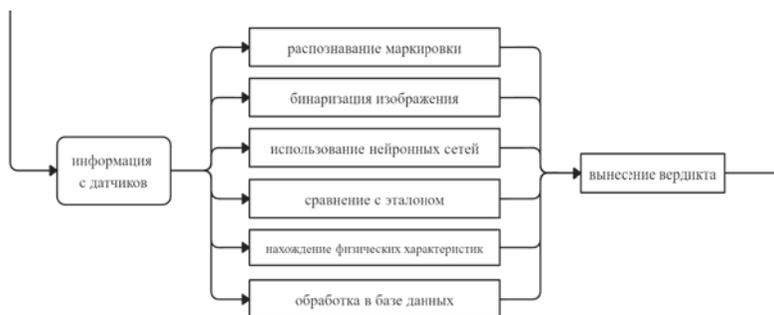 распознавание маркировки
бинаризация изображения
информация
с датчиков
использование нейронных сетей
сравнение с эталоном
нахождение физических характеристик
обработка в базе данных
вынесение вердикта